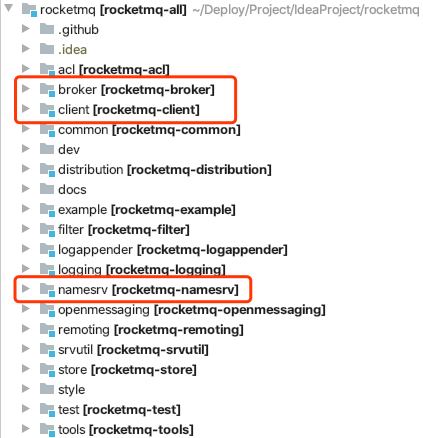 rocketmq [rocketmq-all] ~/Deploy/Project/IdeaProject/rocketmq
.github
.idea
acl [rocketmq-acl]
broker [rocketmq-broker]
client [rocketmq-client]
common [rocketmq-common]
dev
distribution [rocketmq-distribution]
docs
example [rocketmq-example]
filter [rocketmq-filter]
logappender [rocketmq-logappender]
logging [rocketmq-logging]
namesrv [rocketmq-namesrv]
openmessaging [rocketmq-openmessaging]
remoting [rocketmq-remoting]
srvutil [rocketmq-srvutil]
store [rocketmq-store]
style
test [rocketmq-test]
tools [rocketmq-tools]